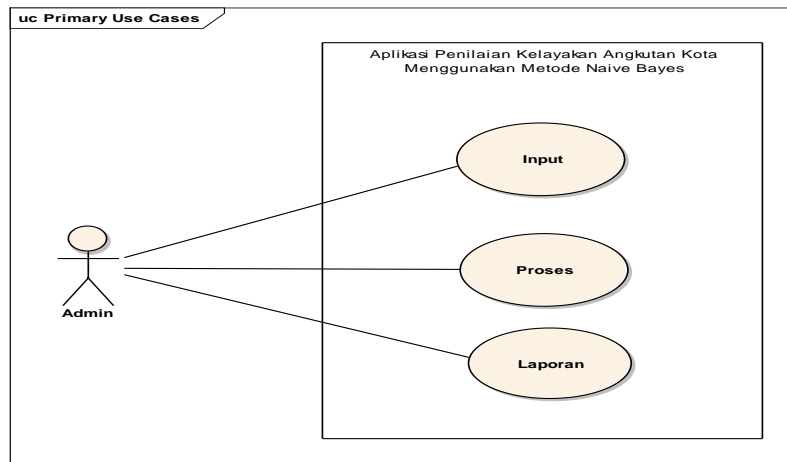 uc Primary Use Cases
Aplikasi Penilaian Kelayakan Angkutan Kota
Menggunakan Metode Naive Bayes
Input
Proses
Admin
Laporan